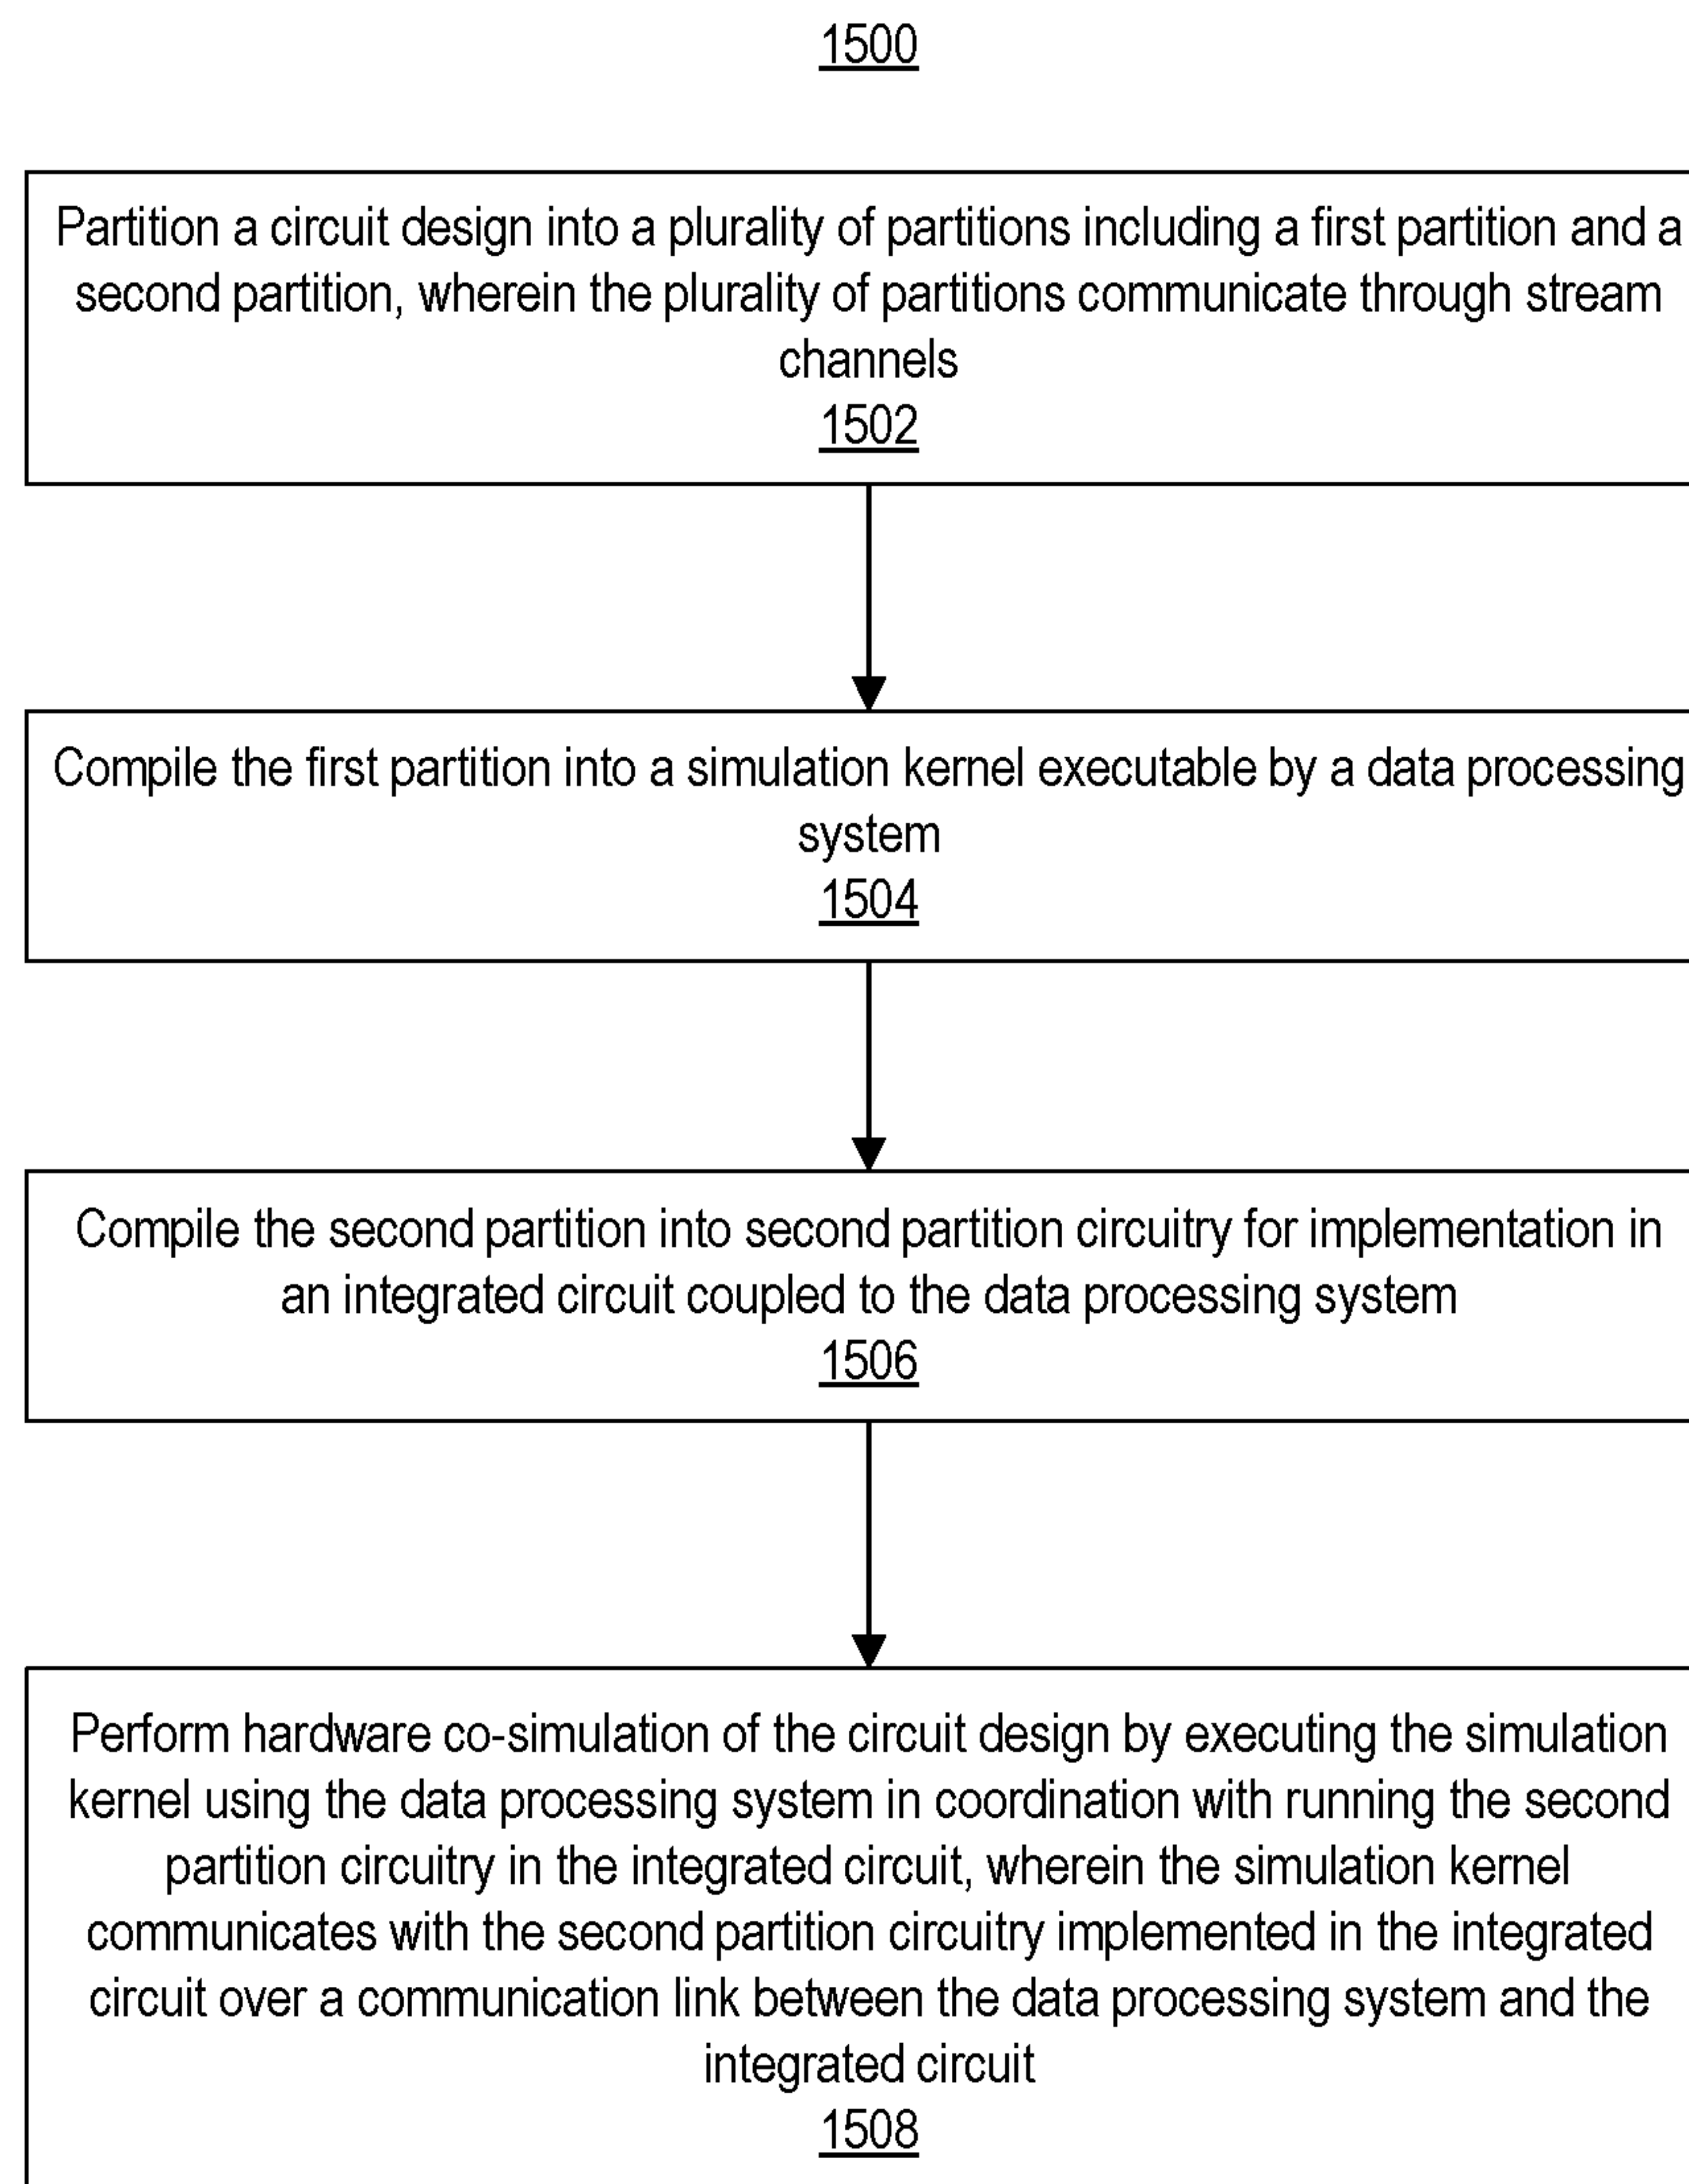 1500
Partition a circuit design into a plurality of partitions including a first partition and a
second partition, wherein the plurality of partitions communicate through stream
channels
1502
Compile the first partition into a simulation kernel executable by a data processing
system
1504
Compile the second partition into second partition circuitry for implementation in
an integrated circuit coupled to the data processing system
1506
Perform hardware co-simulation of the circuit design by executing the simulation
kernel using the data processing system in coordination with running the second
partition circuitry in the integrated circuit, wherein the simulation kernel
communicates with the second partition circuitry implemented in the integrated
circuit over a communication link between the data processing system and the
integrated circuit
1508